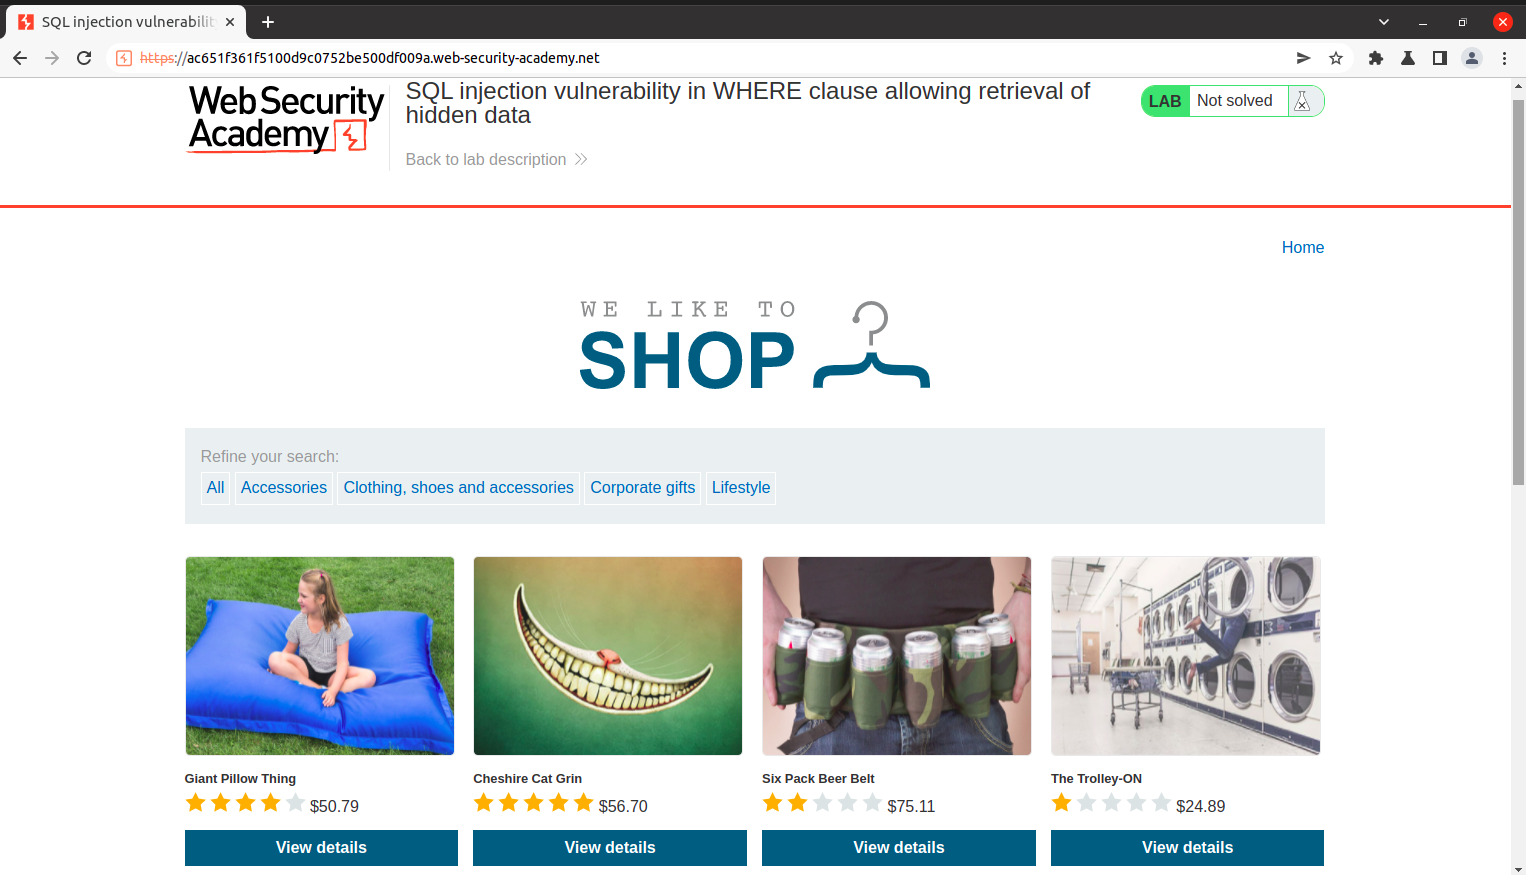 SQL injection vulnerabilit
https://ac651f361f5100d9c0752be500df009a.web-security-academy.net
Web Security
Academy
SQL injection vulnerability in WHERE clause allowing retrieval of
hidden data
LAB Not solved
Back to lab description
Home
WE LIKE TO
SHOP
Refine your search:
All Accessories Clothing, shoes and accessories Corporate gifts Lifestyle
Giant Pillow Thing Cheshire Cat Grin Six Pack Beer Belt The Trolley-ON
$50.79 $56.70 $75.11 $24.89
View details View details View details View details